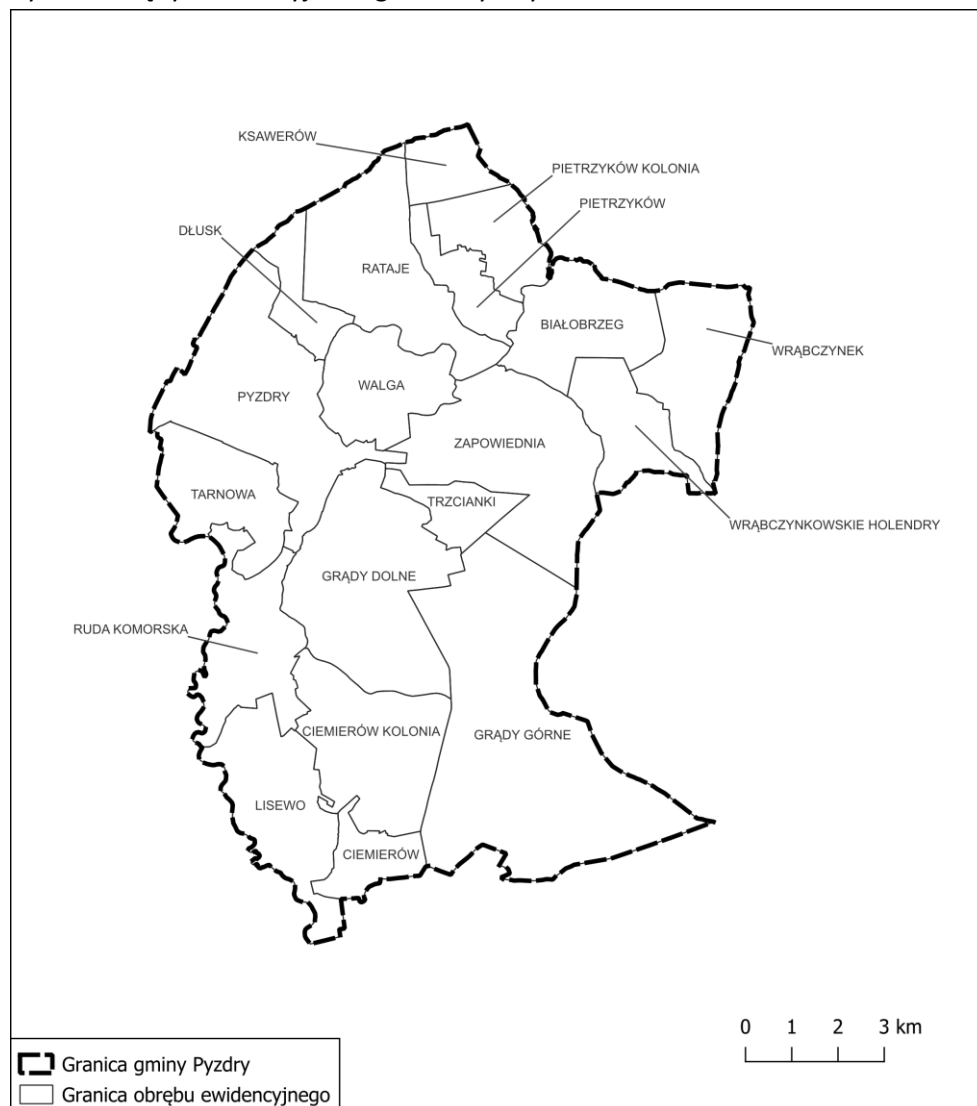 KSAWERÓW
PIETRZYKÓW KOLONIA
PIETRZYKÓW
DŁUSK
RATAJE
BIAŁOBRZEG
WRĄBCZYNEK
WALGA
PYZDRY
ZAPOWIEDNIA
TARNOWA
TRZCIANKI
WRĄBCZYNKOWSKIE HOLENDRY
GRĄDY DOLNE
RUDA KOMORSKA
CIEMIERÓW KOLONIA
GRĄDY GÓRNE
LISEWO
CIEMIERÓW
0 1 2 3 km
Granica gminy Pyzdry
Granica obrębu ewidencyjnego